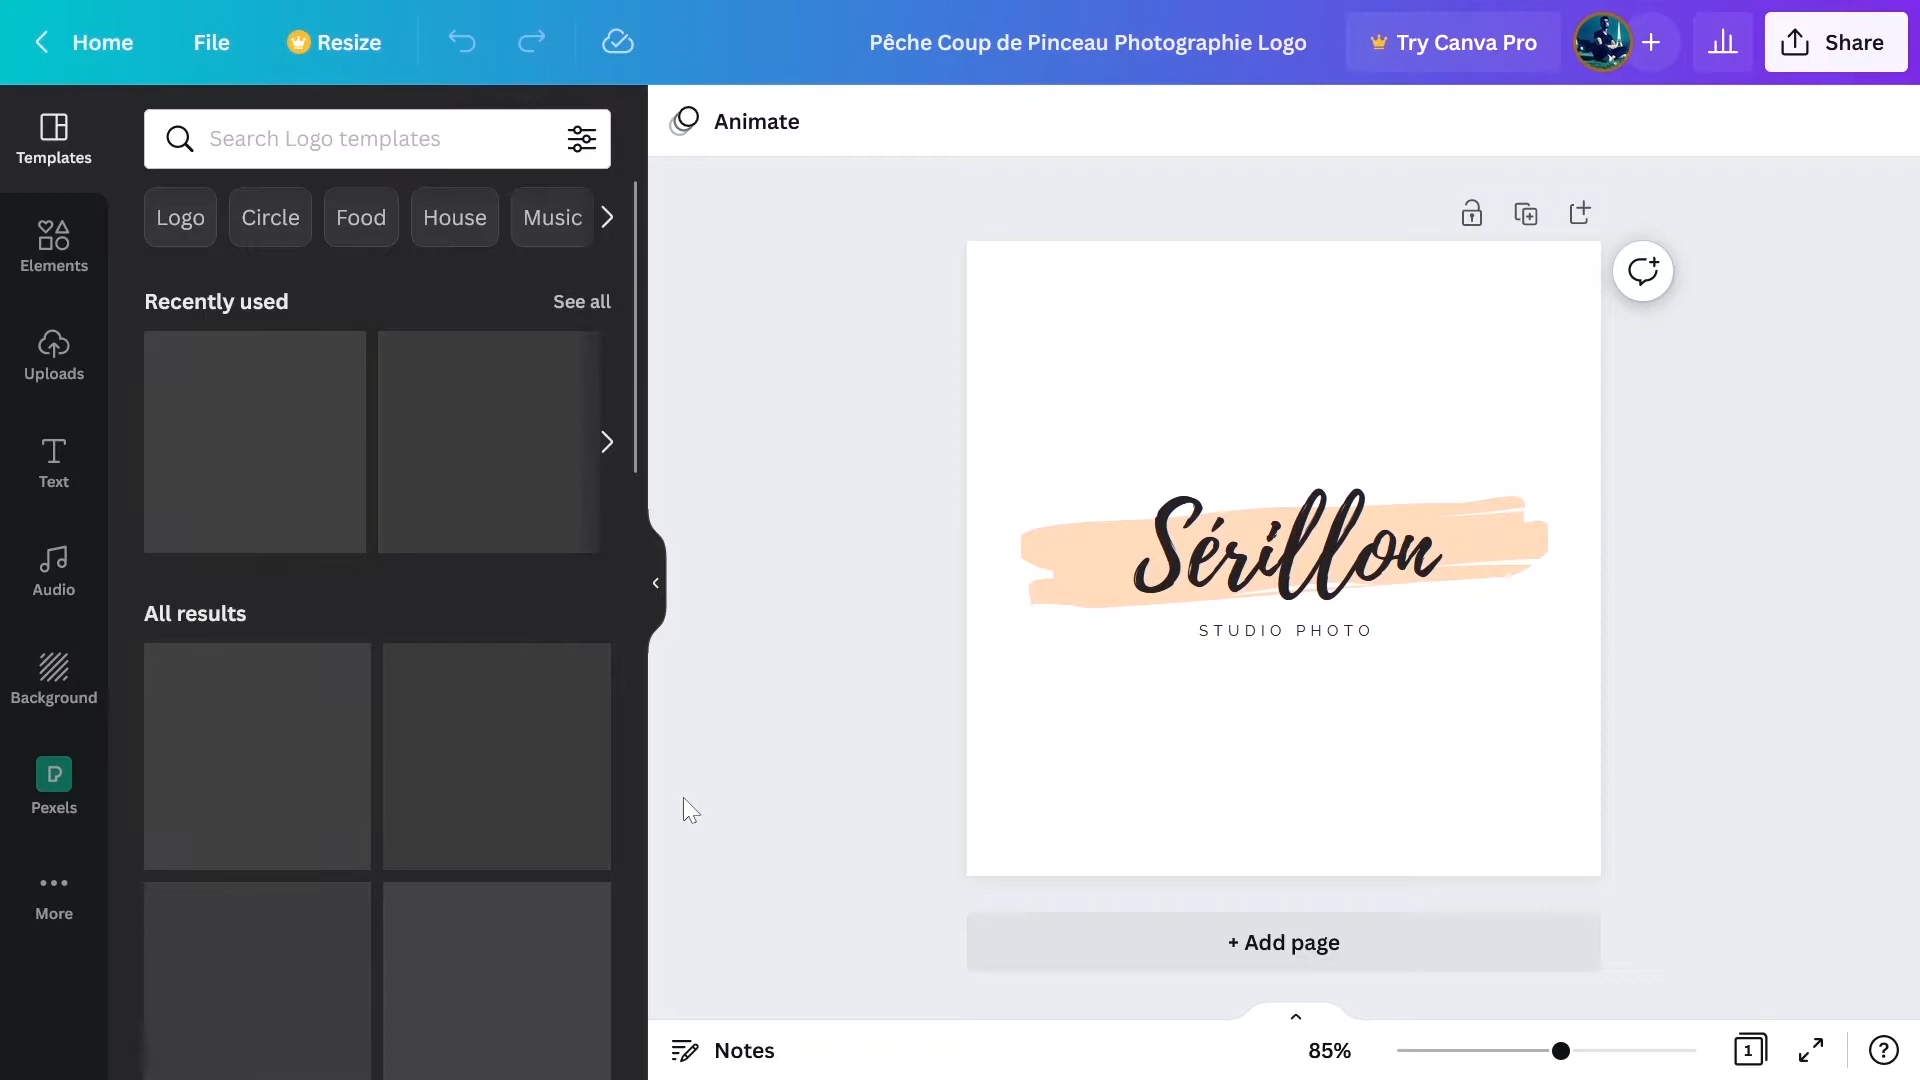 Home
File
Resize
Pêche Coup de Pinceau Photographie Logo
Try Canva Pro
Share
Templates
Elements
Uploads
Text
Audio
Background
Pexels
More
Search Logo templates
Logo
Circle
Food
House
Music
Recently used
See all
All results
Animate
Sérillon
STUDIO PHOTO
+ Add page
Notes
85%
1